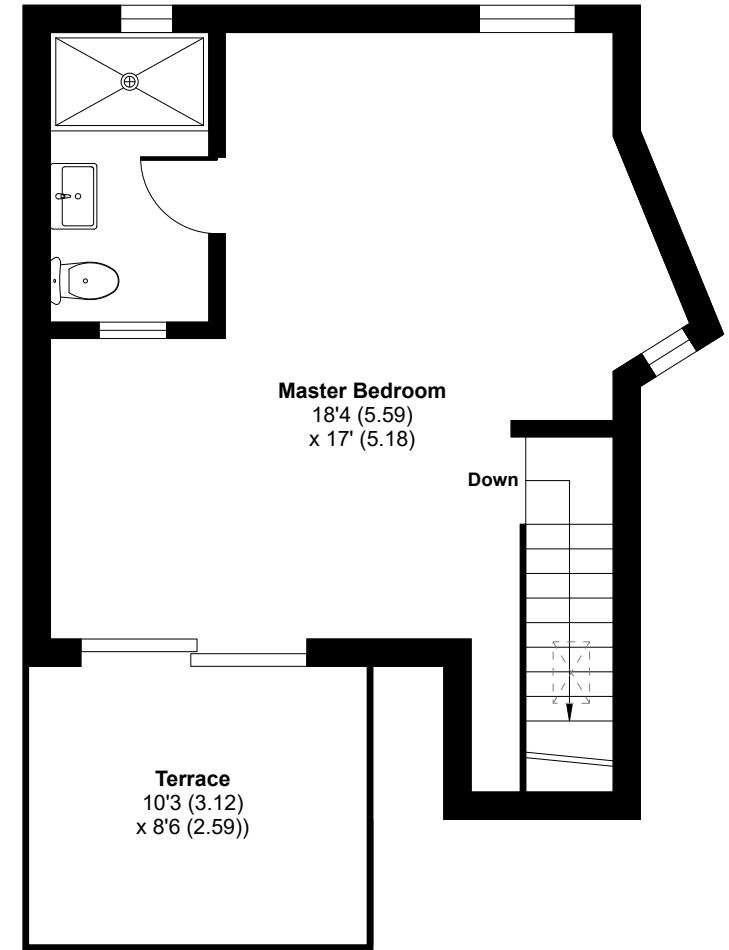 Master Bedroom
18'4 (5.59)
x 17' (5.18)
Down
Terrace
10'3 (3.12)
x 8'6 (2.59))